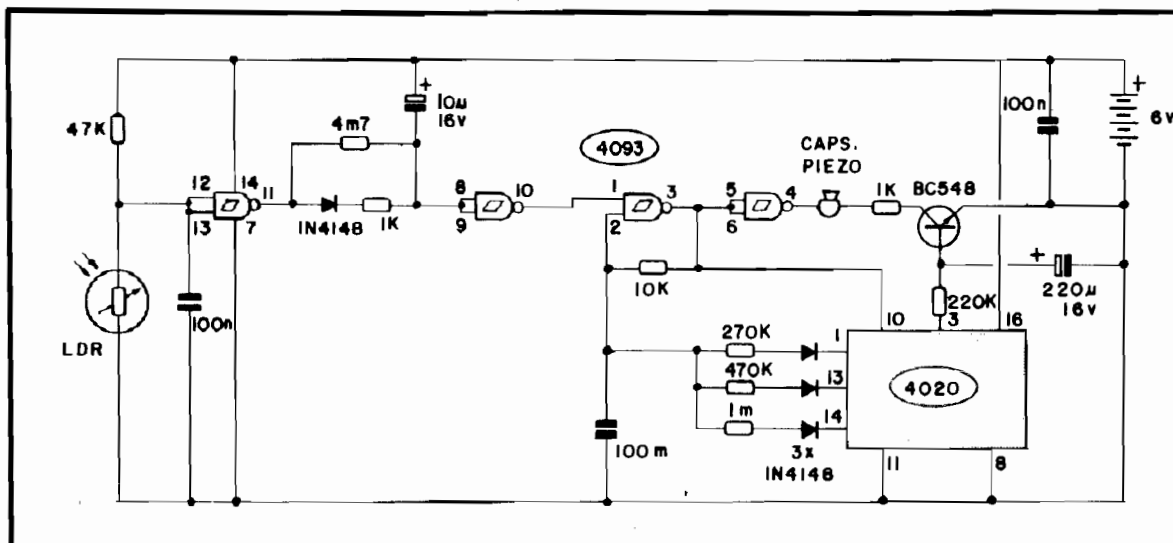 47K
LDR
12
13
14
7
11
100n
4m7
1N4148
1K
+
10µ
16v
8
9
10
4093
1
2
3
10K
100m
5
6
4
CAPS.
PIEZO
1K
BC548
100n
+
6v
+
220µ
16v
220K
10
3
16
270K
1
470K
13
1m
14
3x
1N4148
4020
11
8